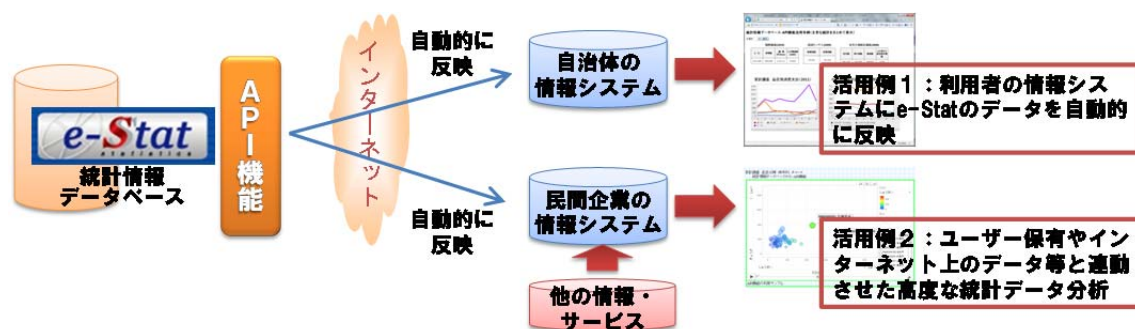 e-Stat
statistics
統計情報
データベース
API機能
インターネット
自動的に
反映
自動的に
反映
自治体の
情報システム
民間企業の
情報システム
他の情報・
サービス
活用例１：利用者の情報シス
テムにe-Statのデータを自動的
に反映
活用例２：ユーザー保有やイン
ターネット上のデータ等と連動
させた高度な統計データ分析